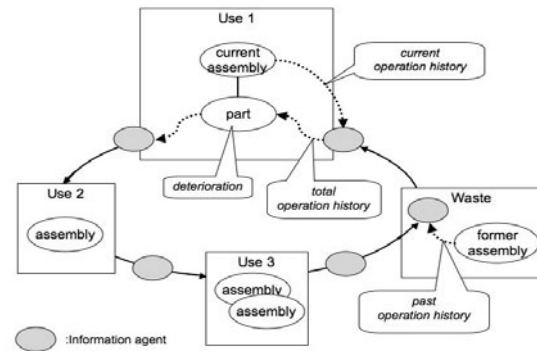 Use 1
current
assembly
current
operation history
part
deterioration
total
operation history
Use 2
assembly
Waste
former
assembly
Use 3
assembly
assembly
past
operation history
:Information agent